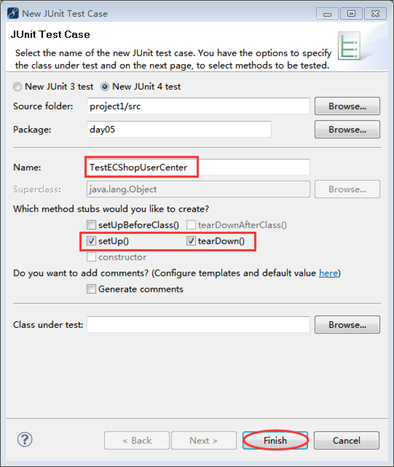 New JUnit Test Case
JUnit Test Case
Select the name of the new JUnit test case. You have the options to specify
the class under test and on the next page, to select methods to be tested.
New JUnit 3 test New JUnit 4 test
Source folder: project1/src Browse...
Package: day05 Browse...
Name: TestECShopUserCenter
Superclass: java.lang.Object Browse...
Which method stubs would you like to create?
setUpBeforeClass() tearDownAfterClass()
setUp() tearDown()
constructor
Do you want to add comments? (Configure templates and default value here)
Generate comments
Class under test: Browse...
? < Back Next > Finish Cancel